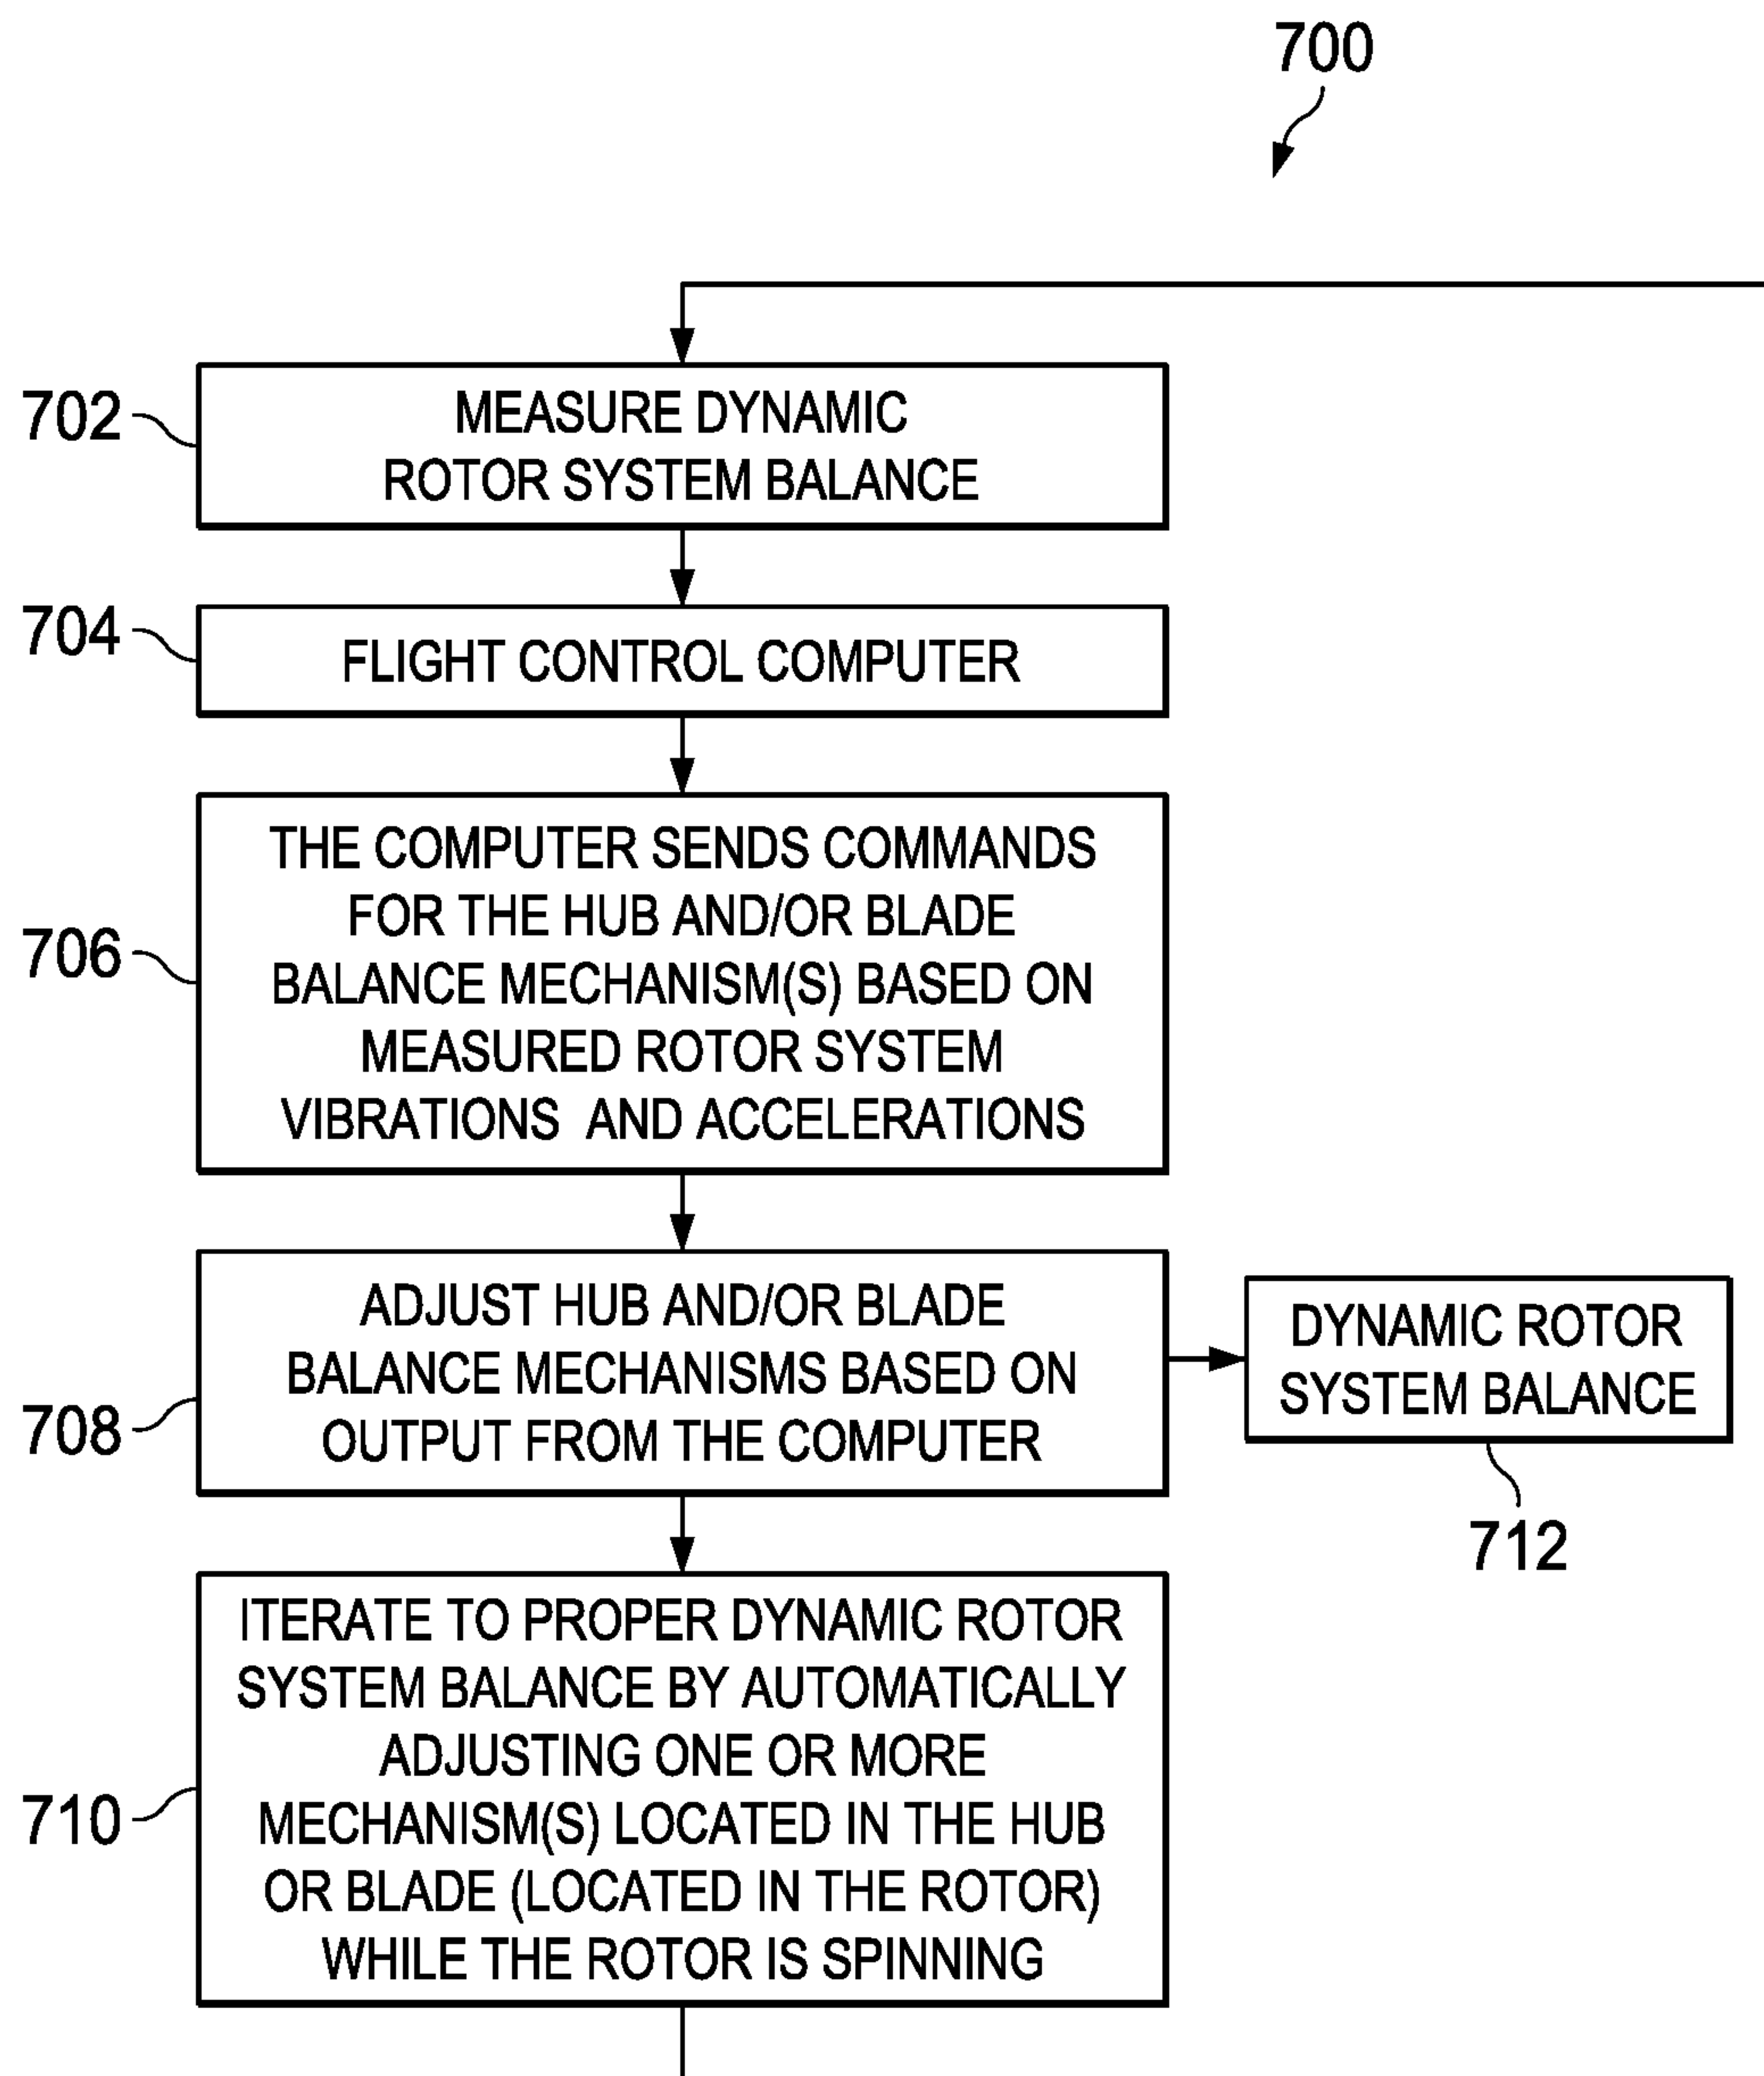 700
702
MEASURE DYNAMIC
ROTOR SYSTEM BALANCE
704
FLIGHT CONTROL COMPUTER
706
THE COMPUTER SENDS COMMANDS
FOR THE HUB AND/OR BLADE
BALANCE MECHANISM(S) BASED ON
MEASURED ROTOR SYSTEM
VIBRATIONS AND ACCELERATIONS
708
ADJUST HUB AND/OR BLADE
BALANCE MECHANISMS BASED ON
OUTPUT FROM THE COMPUTER
DYNAMIC ROTOR
SYSTEM BALANCE
712
710
ITERATE TO PROPER DYNAMIC ROTOR
SYSTEM BALANCE BY AUTOMATICALLY
ADJUSTING ONE OR MORE
MECHANISM(S) LOCATED IN THE HUB
OR BLADE (LOCATED IN THE ROTOR)
WHILE THE ROTOR IS SPINNING